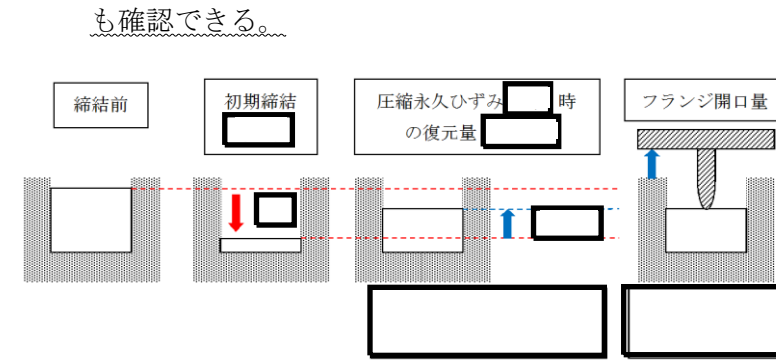 も確認できる。
締結前
初期締結
圧縮永久ひずみ 時
の復元量
フランジ開口量